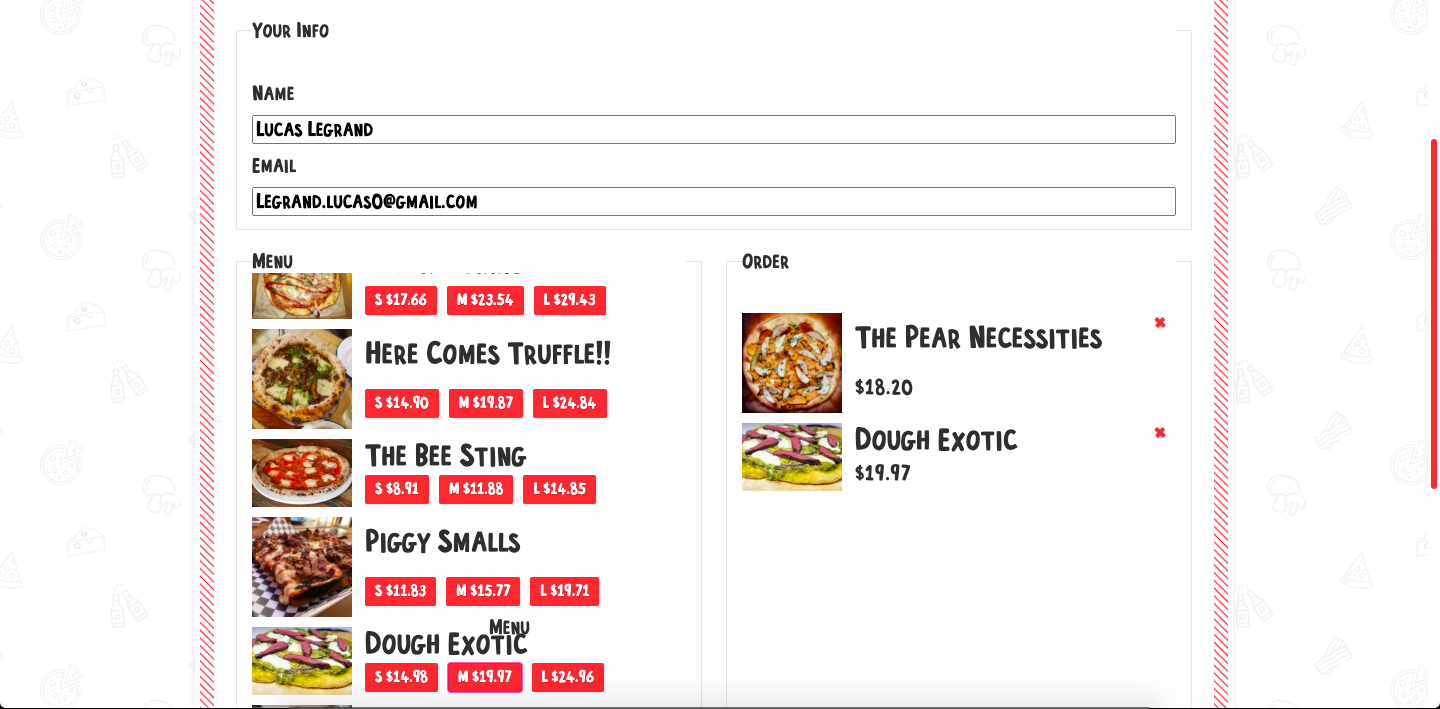 Your Info
Name
Lucas Legrand
Email
Legrand.lucas0@gmail.com
Menu
S $17.66 M $23.54 L $29.43
Here Comes Truffle!!
S $14.90 M $19.87 L $24.84
The Bee Sting
S $8.91 M $11.88 L $14.85
Piggy Smalls
S $11.83 M $15.77 L $19.71
Menu
Dough Exotic
S $14.98 M $19.97 L $24.96
Order
The Pear Necessities
$18.20
Dough Exotic
$19.97